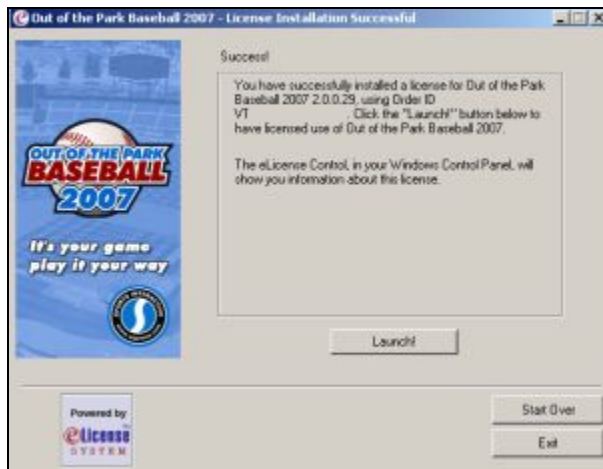 Out of the Park Baseball 2007 - License Installation Successful
Success!
You have successfully installed a license for Out of the Park
Baseball 2007 2.0.0.29, using Order ID
VT . Click the "Launch!" button below to
have licensed use of Out of the Park Baseball 2007.
The eLicense Control, in your Windows Control Panel, will
show you information about this license.
OUT OF THE PARK
BASEBALL
2007
It's your game
play it your way
SPORTS INTERACTIVE
Launch!
Powered by
eLicense
SYSTEM
Start Over
Exit